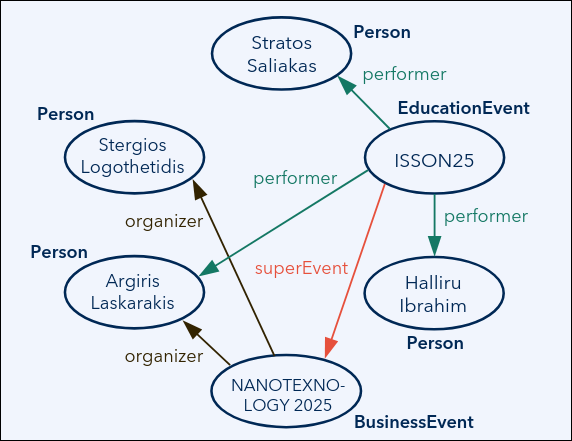 Stratos
Saliakas
Person
performer
EducationEvent
Person
Stergios
Logothetidis
ISSON25
performer
performer
organizer
Person
superEvent
Argiris
Laskarakis
Halliru
Ibrahim
Person
organizer
NANOTEXNO-
LOGY 2025
BusinessEvent